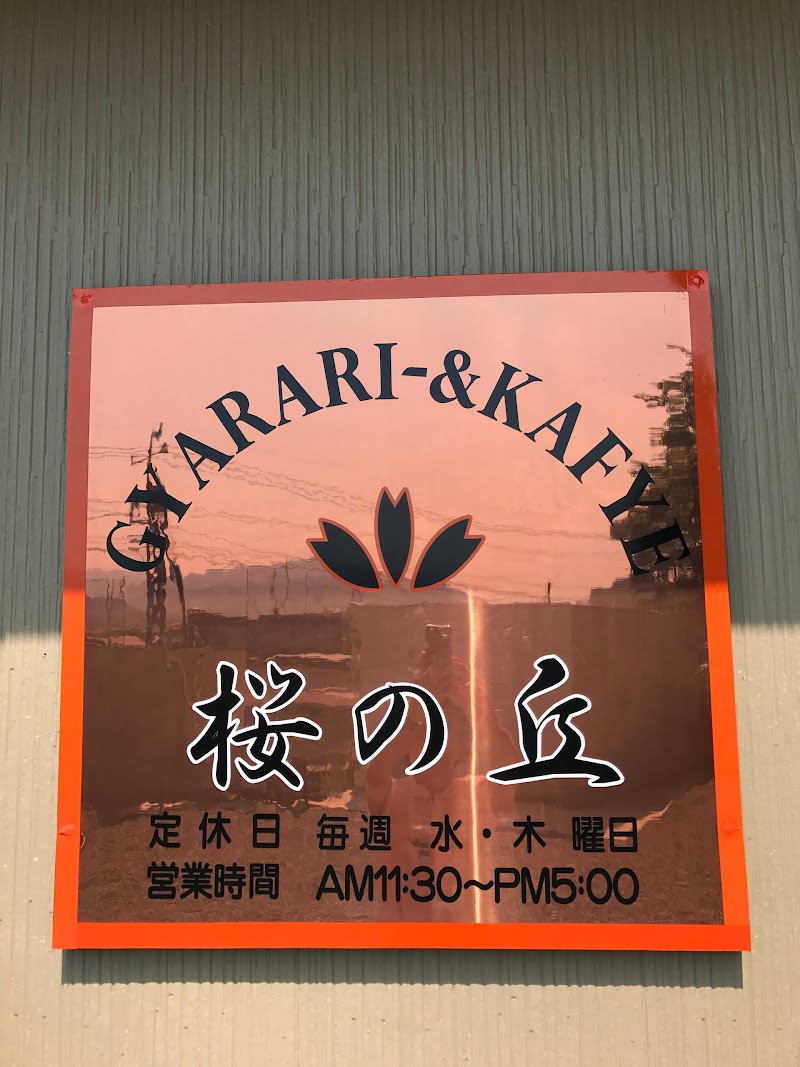 GYARARI-&KAFYE
桜の丘
定休日 毎週 水・木 曜日
営業時間 AM11:30～PM5:00